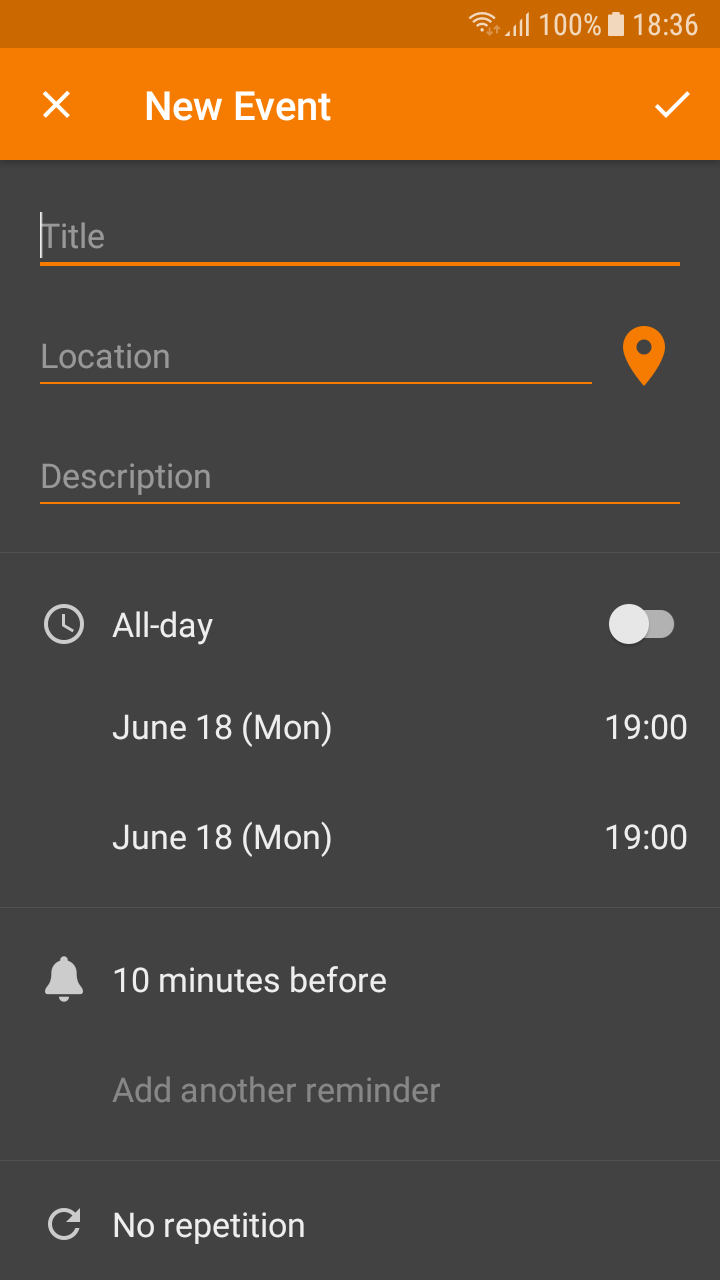 100% 18:36
New Event
Title
Location
Description
All-day
June 18 (Mon) 19:00
June 18 (Mon) 19:00
10 minutes before
Add another reminder
No repetition